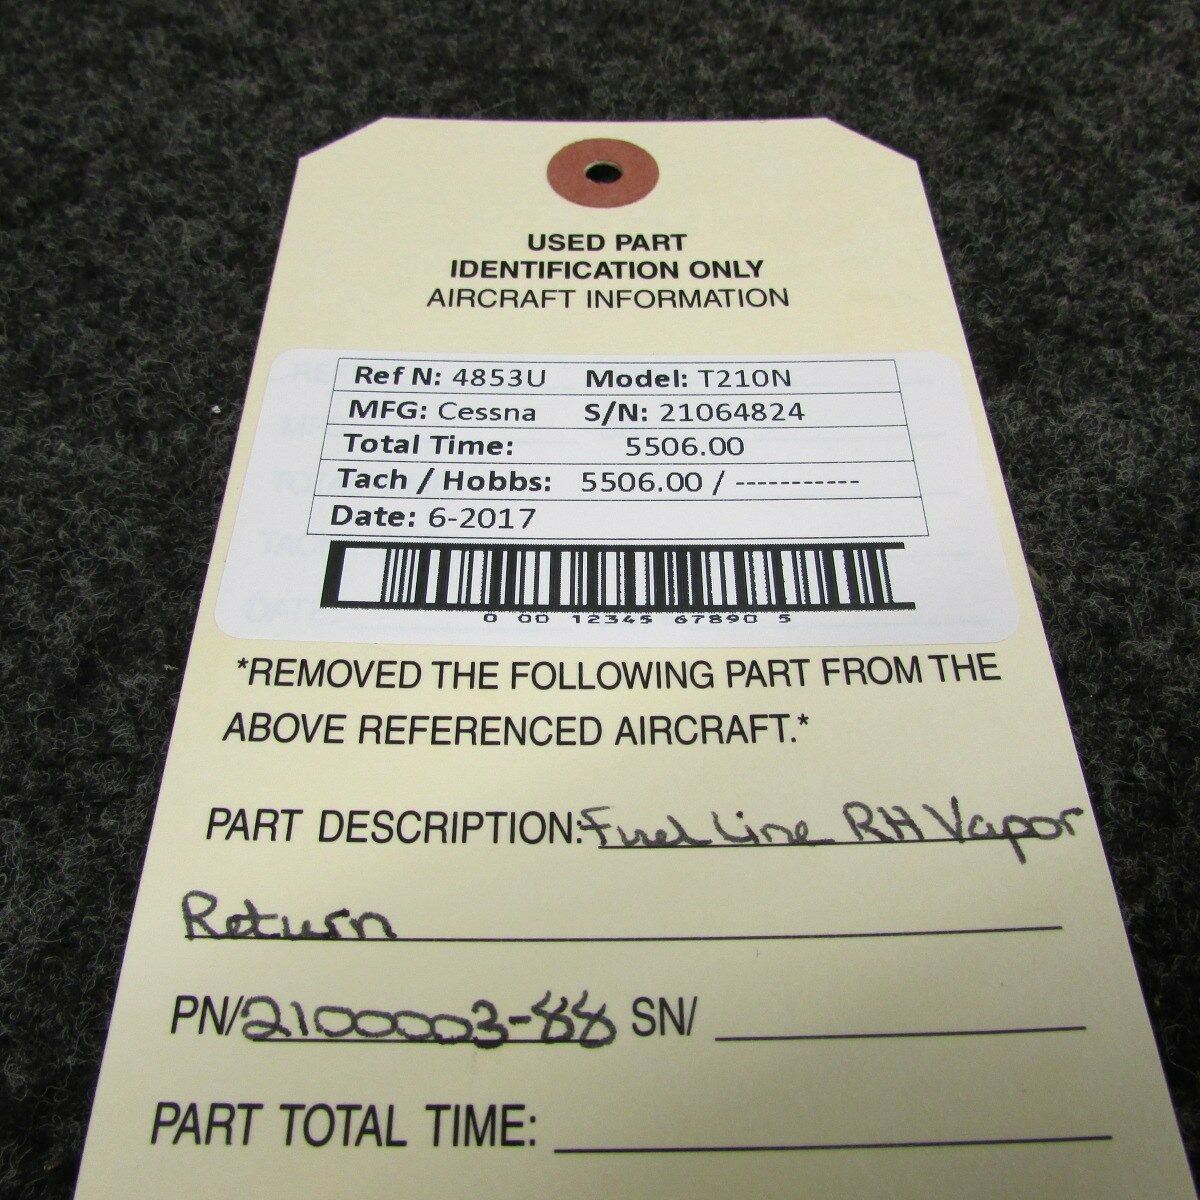 USED PART
IDENTIFICATION ONLY
AIRCRAFT INFORMATION
Ref N: 4853U Model: T210N
MFG: Cessna S/N: 21064824
Total Time: 5506.00
Tach / Hobbs: 5506.00 / -----------
Date: 6-2017
0 00 12345 67890 5
*REMOVED THE FOLLOWING PART FROM THE
ABOVE REFERENCED AIRCRAFT.*
PART DESCRIPTION: Fuel Line RH Vapor
Return
PN/ 2100003-88 SN/
PART TOTAL TIME: